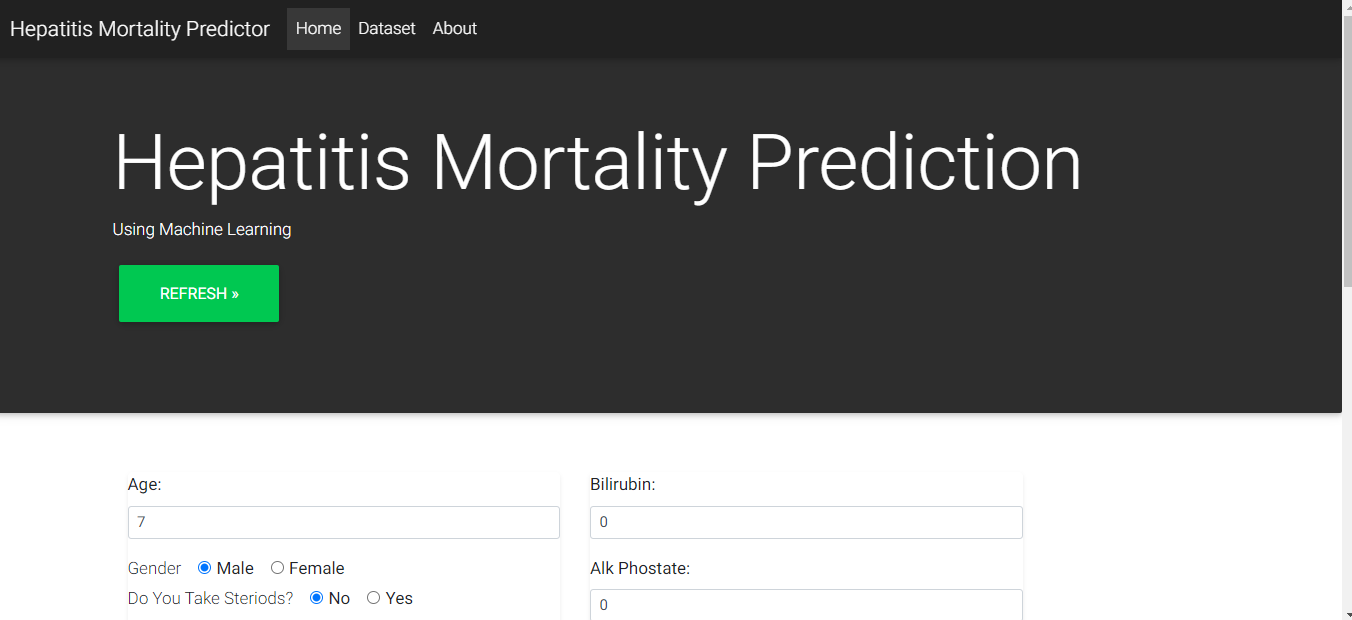 Hepatitis Mortality Predictor Home Dataset About
Hepatitis Mortality Prediction
Using Machine Learning
REFRESH »
Age:
7
Gender Male Female
Do You Take Steriods? No Yes
Bilirubin:
0
Alk Phostate:
0